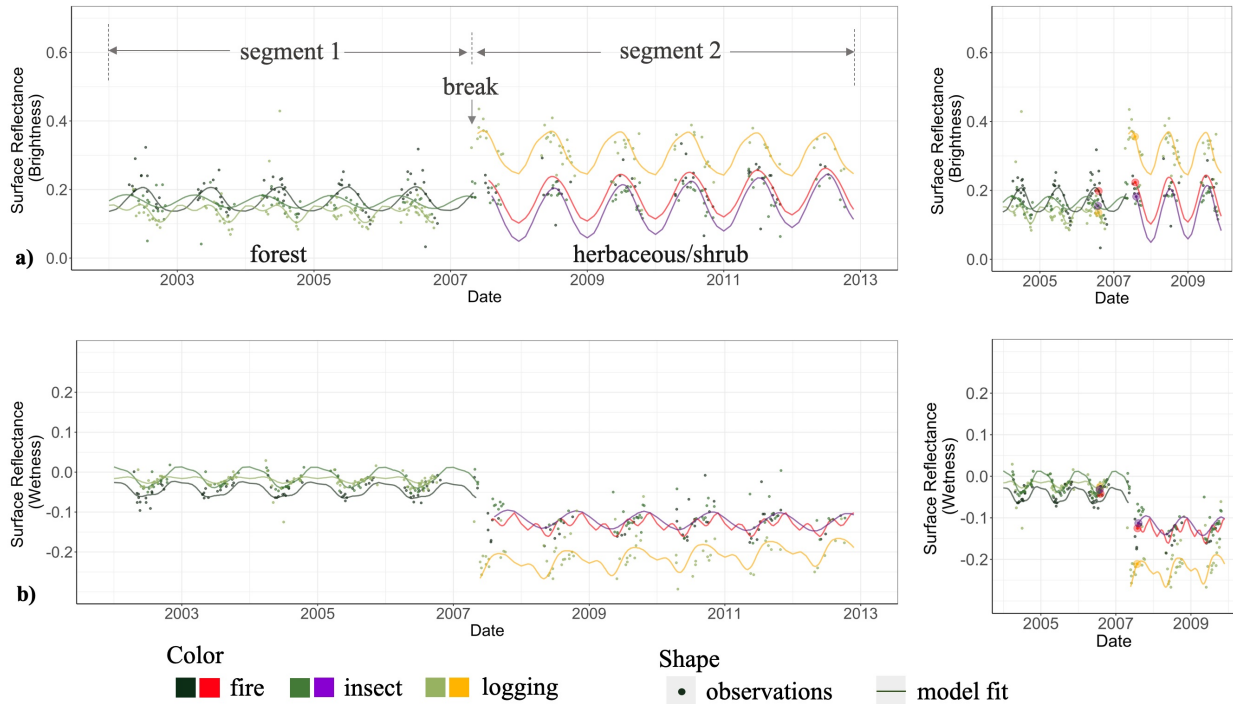 Surface Reflectance
(Brightness)
0.6
0.4
0.2
0.0
segment 1
segment 2
break
forest
herbaceous/shrub
2003
2005
2007
2009
2011
2013
Date
a)
Surface Reflectance
(Brightness)
0.6
0.4
0.2
0.0
2005
2007
2009
Date
Surface Reflectance
(Wetness)
0.2
0.1
0.0
-0.1
-0.2
2003
2005
2007
2009
2011
2013
Date
b)
Surface Reflectance
(Wetness)
0.2
0.1
0.0
-0.1
-0.2
2005
2007
2009
Date
Color
fire
insect
logging
Shape
observations
model fit